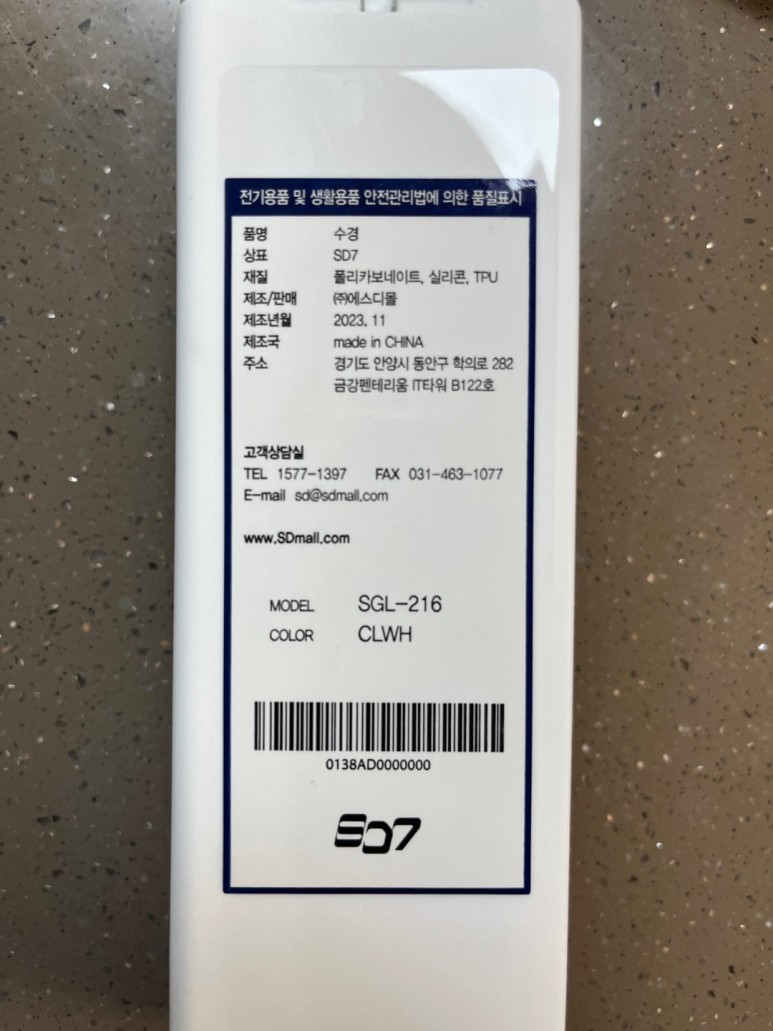 전기용품 및 생활용품 안전관리법에 의한 품질표시
품명 수경
상표 SD7
재질 폴리카보네이트, 실리콘, TPU
제조/판매 ㈜에스디몰
제조년월 2023. 11
제조국 made in CHINA
주소 경기도 안양시 동안구 학의로 282
금강펜테리움 IT타워 B122호
고객상담실
TEL 1577-1397 FAX 031-463-1077
E-mail sd@sdmall.com
www.SDmall.com
MODEL SGL-216
COLOR CLWH
0138AD0000000
SD7